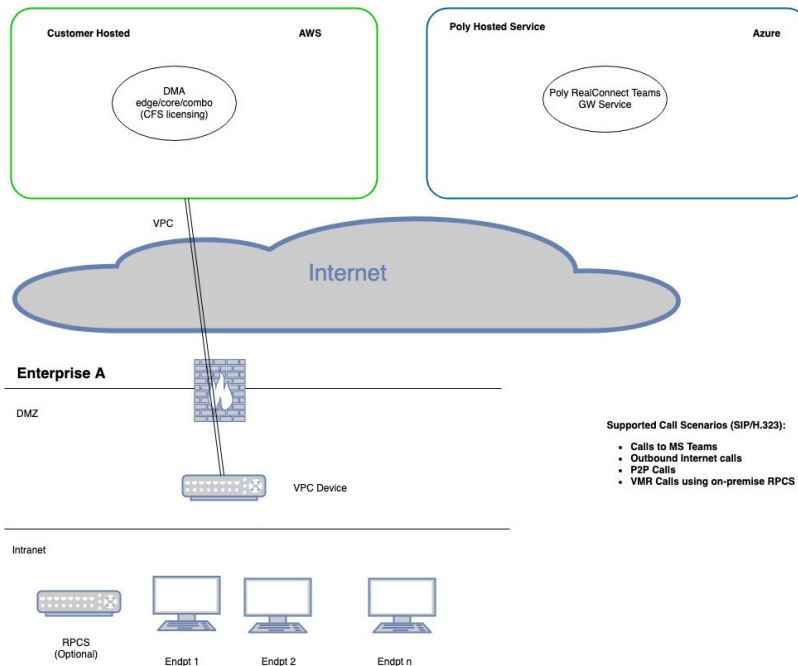 Customer Hosted
AWS
DMA
edge/core/combo
(CFS licensing)
Poly Hosted Service
Azure
Poly RealConnect Teams
GW Service
VPC
Internet
Enterprise A
DMZ
VPC Device
Supported Call Scenarios (SIP/H.323):
• Calls to MS Teams
• Outbound Internet calls
• P2P Calls
• VMR Calls using on-premise RPCS
Intranet
RPCS
(Optional)
Endpt 1
Endpt 2
Endpt n